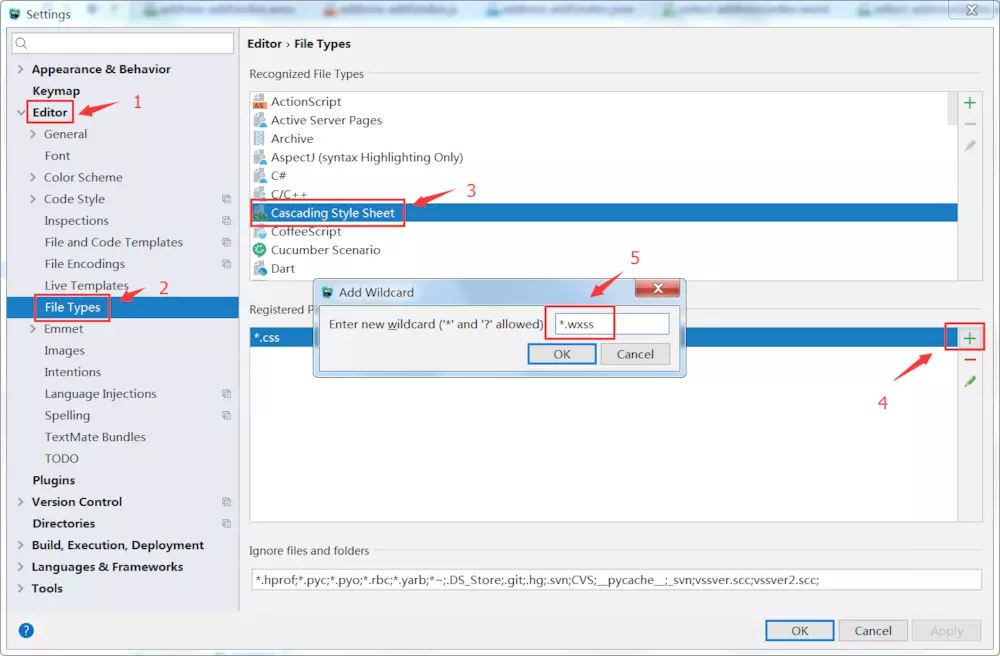 Settings
Appearance & Behavior
Keymap
Editor
1
General
Font
Color Scheme
Code Style
Inspections
File and Code Templates
File Encodings
Live Templates
2
File Types
Emmet
Images
Intentions
Language Injections
Spelling
TextMate Bundles
TODO
Plugins
Version Control
Directories
Build, Execution, Deployment
Languages & Frameworks
Tools
Editor › File Types
Recognized File Types
ActionScript
Active Server Pages
Archive
AspectJ (syntax Highlighting Only)
C#
C/C++
3
Cascading Style Sheet
CoffeeScript
Cucumber Scenario
Dart
5
Add Wildcard
Enter new wildcard ('*' and '?' allowed)
*.wxss
OK
Cancel
Registered
*.css
4
Ignore files and folders
*.hprof;*.pyc;*.pyo;*.rbc;*.yarb;*~;.DS_Store;.git;.hg;.svn;CVS;__pycache__;_svn;vssver.scc;vssver2.scc;
?
OK
Cancel
Apply